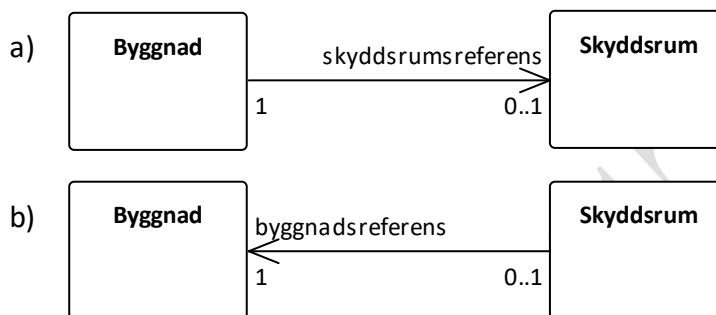 a)
Byggnad
skyddsrumsreferens
Skyddsrum
1
0..1
b)
Byggnad
byggnadsreferens
Skyddsrum
1
0..1